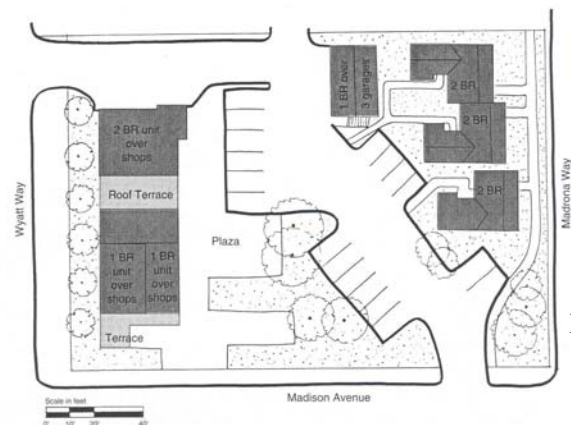 1 BR over
3 garages
2 BR
2 BR
2 BR
2 BR unit
over
shops
Roof Terrace
Plaza
1 BR
unit
over
shops
1 BR
unit
over
shops
Terrace
Wyatt Way
Madrona Way
Madison Avenue
Scale in feet
0' 10' 20' 40'